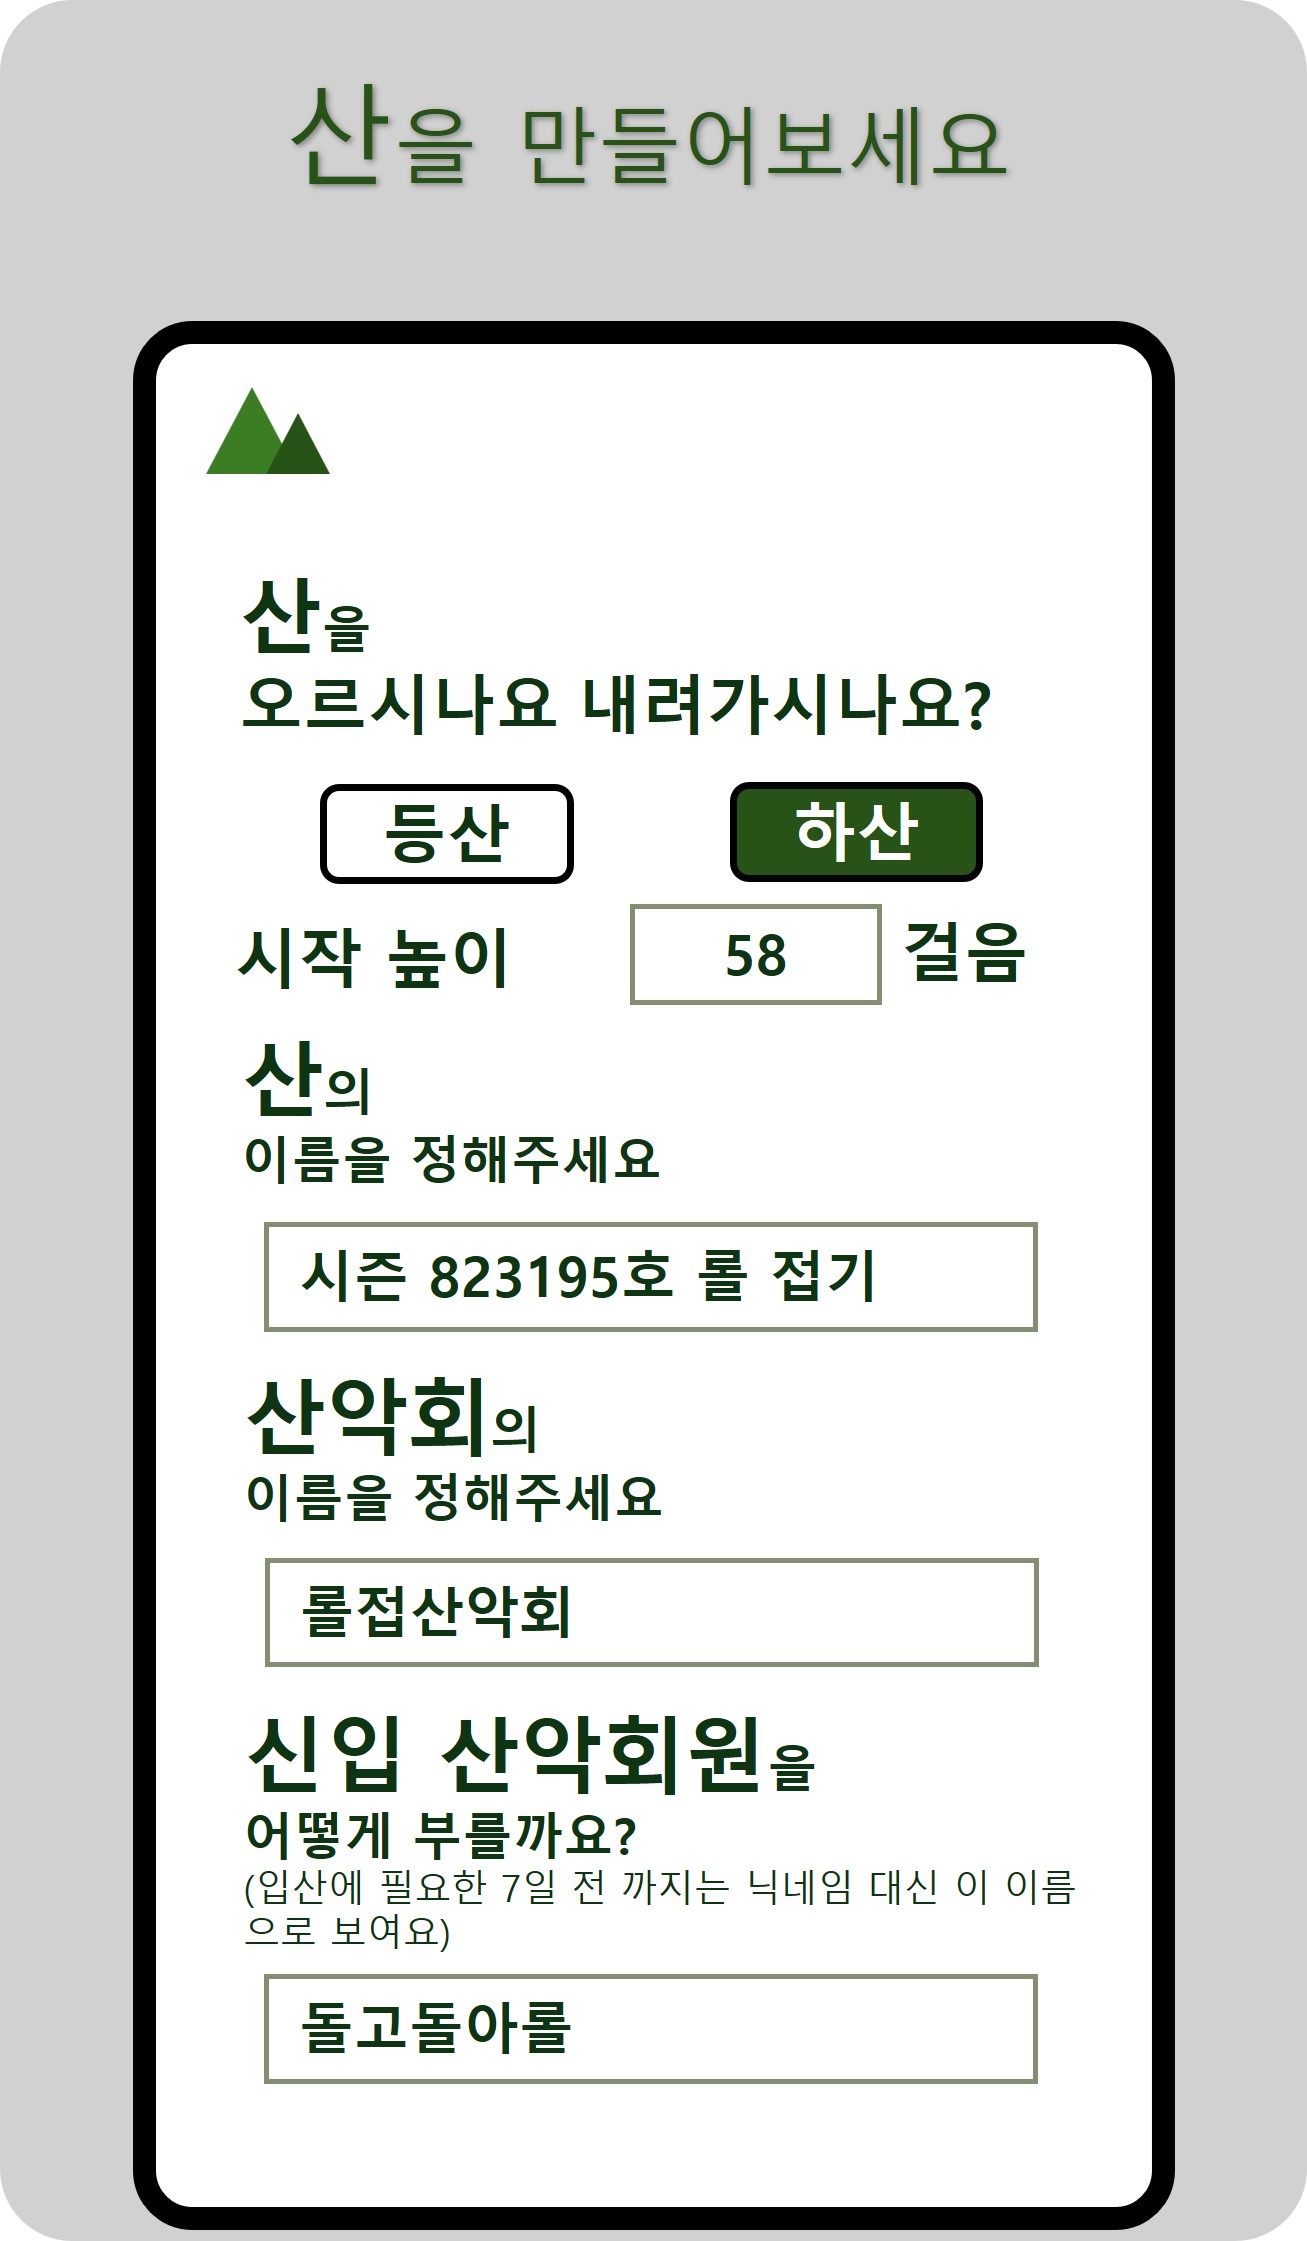 산을 만들어보세요
산을
오르시나요 내려가시나요?
등산 하산
시작 높이 58 걸음
산의
이름을 정해주세요
시즌 823195호 롤 접기
산악회의
이름을 정해주세요
롤접산악회
신입 산악회원을
어떻게 부를까요?
(입산에 필요한 7일 전 까지는 닉네임 대신 이 이름
으로 보여요)
돌고돌아롤